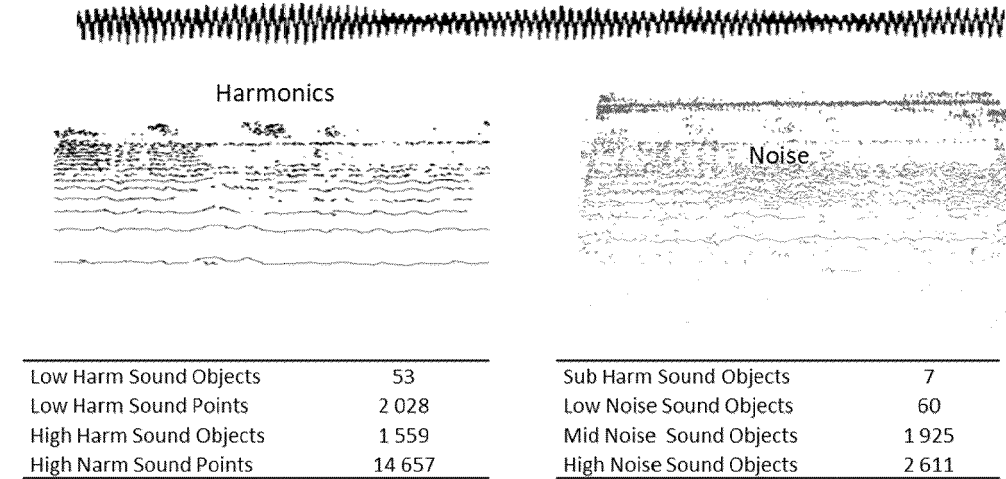 Harmonics
Noise
Low Harm Sound Objects 53
Low Harm Sound Points 2 028
High Harm Sound Objects 1 559
High Narm Sound Points 14 657
Sub Harm Sound Objects 7
Low Noise Sound Objects 60
Mid Noise Sound Objects 1 925
High Noise Sound Objects 2 611